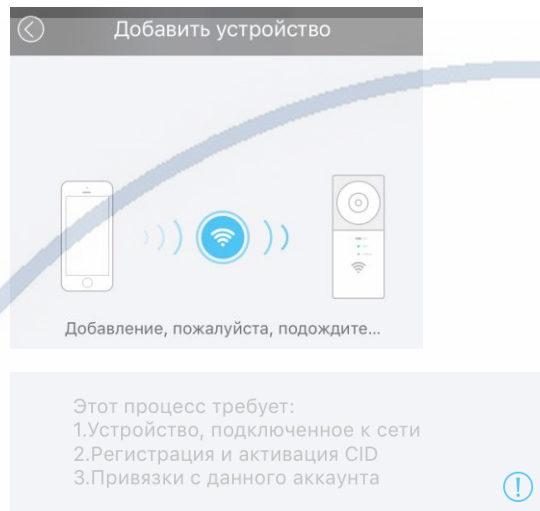 Добавить устройство
Добавление, пожалуйста, подождите...
Этот процесс требует:
1.Устройство, подключенное к сети
2.Регистрация и активация CID
3.Привязки с данного аккаунта